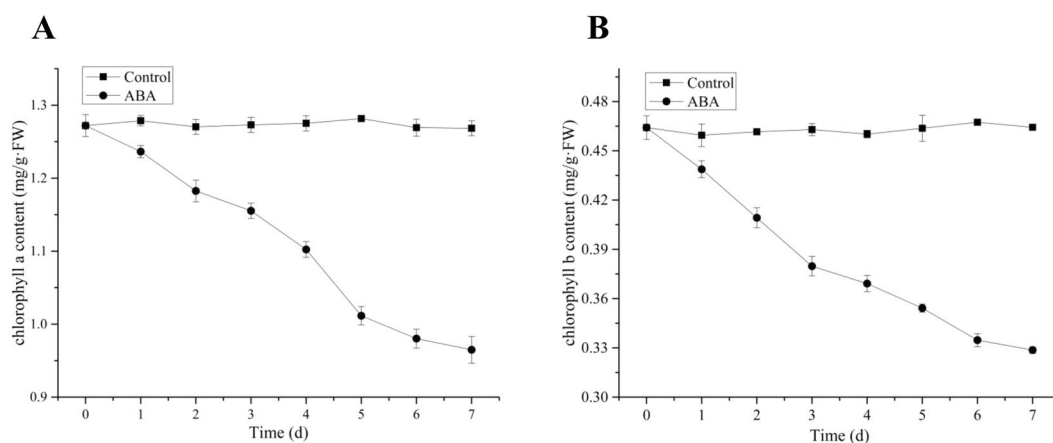 A
Control
ABA
chlorophyll a content (mg/g·FW)
1.3
1.2
1.1
1.0
0.9
0 1 2 3 4 5 6 7
Time (d)
B
Control
ABA
chlorophyll b content (mg/g·FW)
0.48
0.45
0.42
0.39
0.36
0.33
0.30
0 1 2 3 4 5 6 7
Time (d)